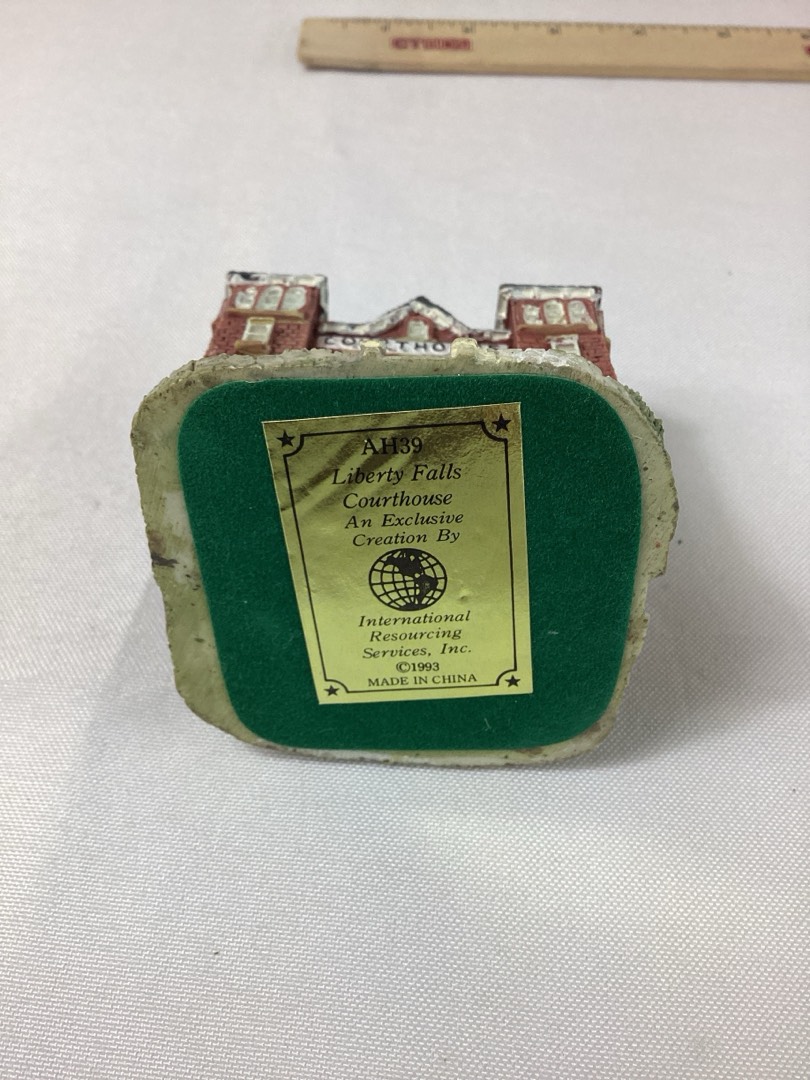 AH39
Liberty Falls
Courthouse
An Exclusive
Creation By
International
Resourcing
Services, Inc.
©1993
MADE IN CHINA